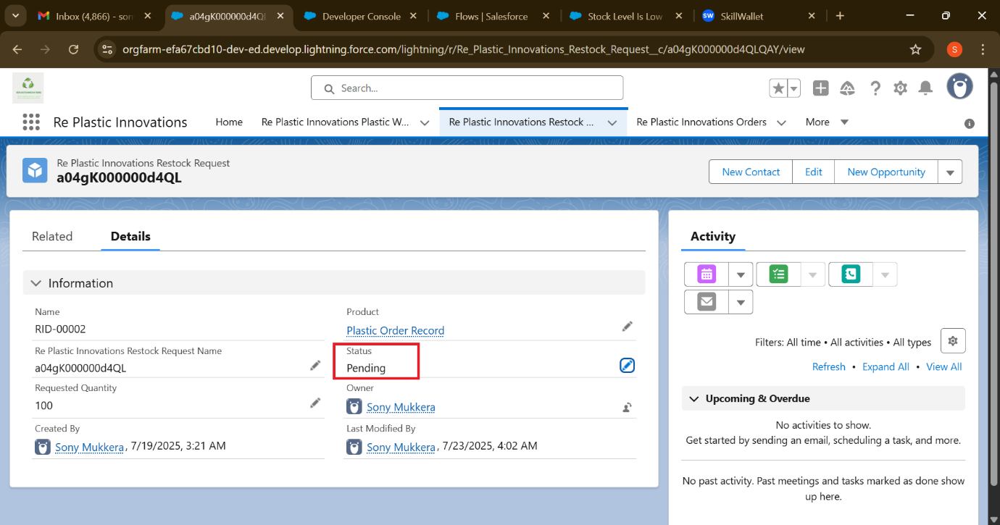 Inbox (4,866) - son
a04gK000000d4QL
Developer Console
Flows | Salesforce
Stock Level Is Low
SW
SkillWallet
orgfarm-efa67cbd10-dev-ed.develop.lightning.force.com/lightning/r/Re_Plastic_Innovations_Restock_Request__c/a04gK000000d4QLQAY/view
S
Search...
Re Plastic Innovations
Home
Re Plastic Innovations Plastic W...
Re Plastic Innovations Restock ...
Re Plastic Innovations Orders
More
Re Plastic Innovations Restock Request
a04gK000000d4QL
New Contact
Edit
New Opportunity
Related
Details
Information
Name
RID-00002
Product
Plastic Order Record
Re Plastic Innovations Restock Request Name
a04gK000000d4QL
Status
Pending
Requested Quantity
100
Owner
Sony Mukkera
Created By
Sony Mukkera, 7/19/2025, 3:21 AM
Last Modified By
Sony Mukkera, 7/23/2025, 4:02 AM
Activity
Filters: All time • All activities • All types
Refresh • Expand All • View All
Upcoming & Overdue
No activities to show.
Get started by sending an email, scheduling a task, and more.
No past activity. Past meetings and tasks marked as done show
up here.